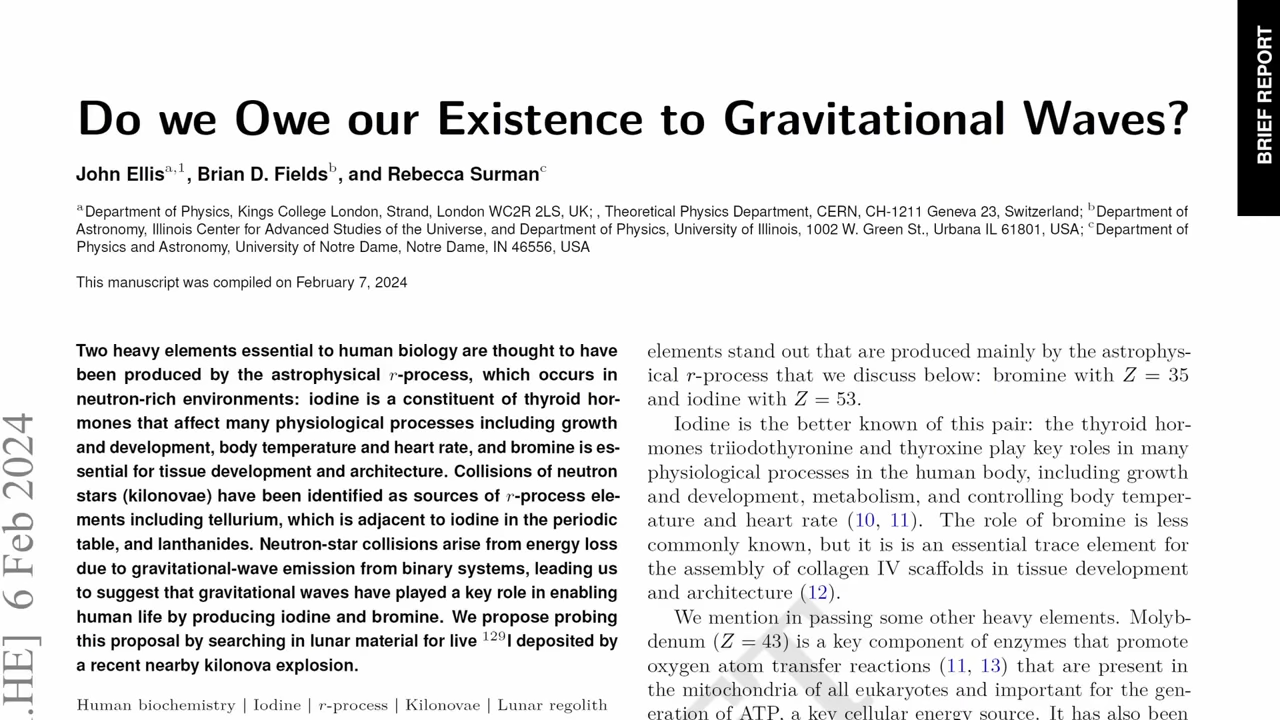 BRIEF REPORT
Do we Owe our Existence to Gravitational Waves?
John Ellis^a,1, Brian D. Fields^b, and Rebecca Surman^c
^aDepartment of Physics, Kings College London, Strand, London WC2R 2LS, UK; , Theoretical Physics Department, CERN, CH-1211 Geneva 23, Switzerland; ^bDepartment of
Astronomy, Illinois Center for Advanced Studies of the Universe, and Department of Physics, University of Illinois, 1002 W. Green St., Urbana IL 61801, USA; ^cDepartment of
Physics and Astronomy, University of Notre Dame, Notre Dame, IN 46556, USA
This manuscript was compiled on February 7, 2024
Two heavy elements essential to human biology are thought to have
been produced by the astrophysical r-process, which occurs in
neutron-rich environments: iodine is a constituent of thyroid hor-
mones that affect many physiological processes including growth
and development, body temperature and heart rate, and bromine is es-
sential for tissue development and architecture. Collisions of neutron
stars (kilonovae) have been identified as sources of r-process ele-
ments including tellurium, which is adjacent to iodine in the periodic
table, and lanthanides. Neutron-star collisions arise from energy loss
due to gravitational-wave emission from binary systems, leading us
to suggest that gravitational waves have played a key role in enabling
human life by producing iodine and bromine. We propose probing
this proposal by searching in lunar material for live ^129I deposited by
a recent nearby kilonova explosion.
Human biochemistry | Iodine | r-process | Kilonovae | Lunar regolith
elements stand out that are produced mainly by the astrophys-
ical r-process that we discuss below: bromine with Z = 35
and iodine with Z = 53.
Iodine is the better known of this pair: the thyroid hor-
mones triiodothyronine and thyroxine play key roles in many
physiological processes in the human body, including growth
and development, metabolism, and controlling body temper-
ature and heart rate (10, 11). The role of bromine is less
commonly known, but it is is an essential trace element for
the assembly of collagen IV scaffolds in tissue development
and architecture (12).
We mention in passing some other heavy elements. Molyb-
denum (Z = 43) is a key component of enzymes that promote
oxygen atom transfer reactions (11, 13) that are present in
the mitochondria of all eukaryotes and important for the gen-
eration of ATP, a key cellular energy source. It has also been
.HE] 6 Feb 2024